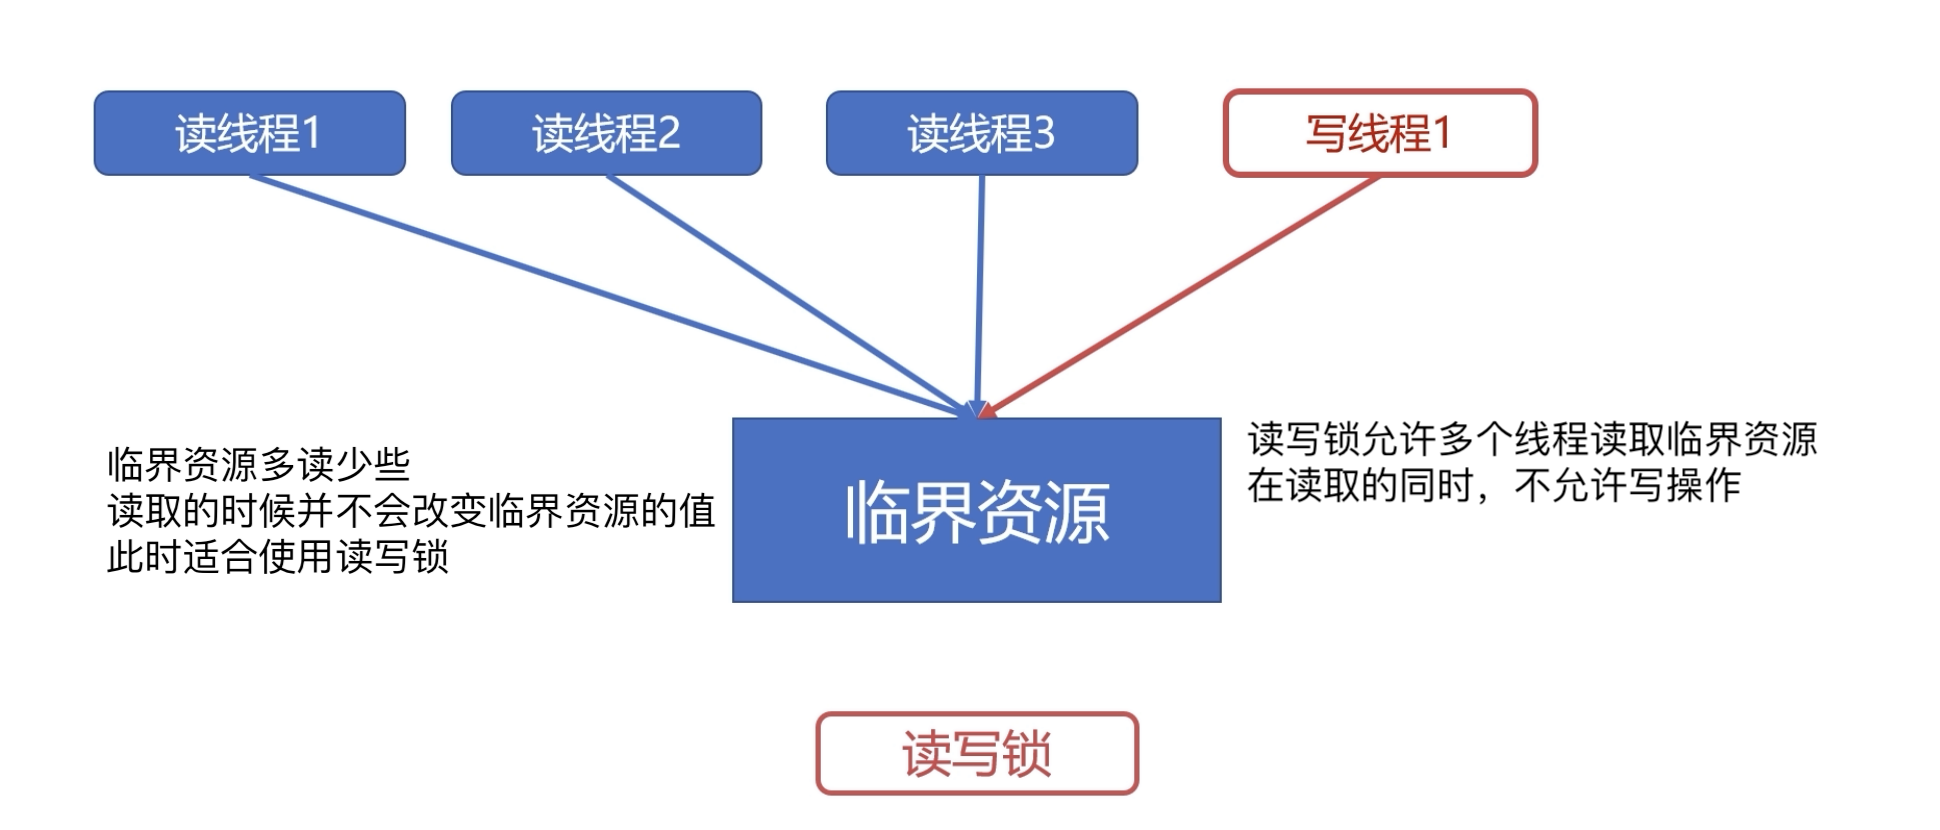 读线程1
读线程2
读线程3
写线程1
临界资源多读少些
读取的时候并不会改变临界资源的值
此时适合使用读写锁
临界资源
读写锁允许多个线程读取临界资源
在读取的同时，不允许写操作
读写锁